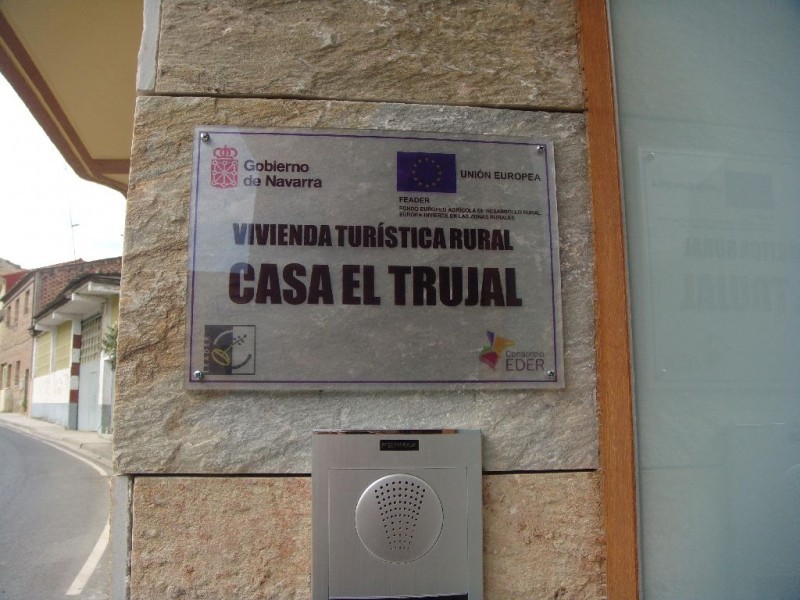 Gobierno
de Navarra
UNIÓN EUROPEA
FEADER
FONDO EUROPEO AGRÍCOLA DE DESARROLLO RURAL
EUROPA INVIERTE EN LAS ZONAS RURALES
VIVIENDA TURÍSTICA RURAL
CASA EL TRUJAL
Consorcio
EDER